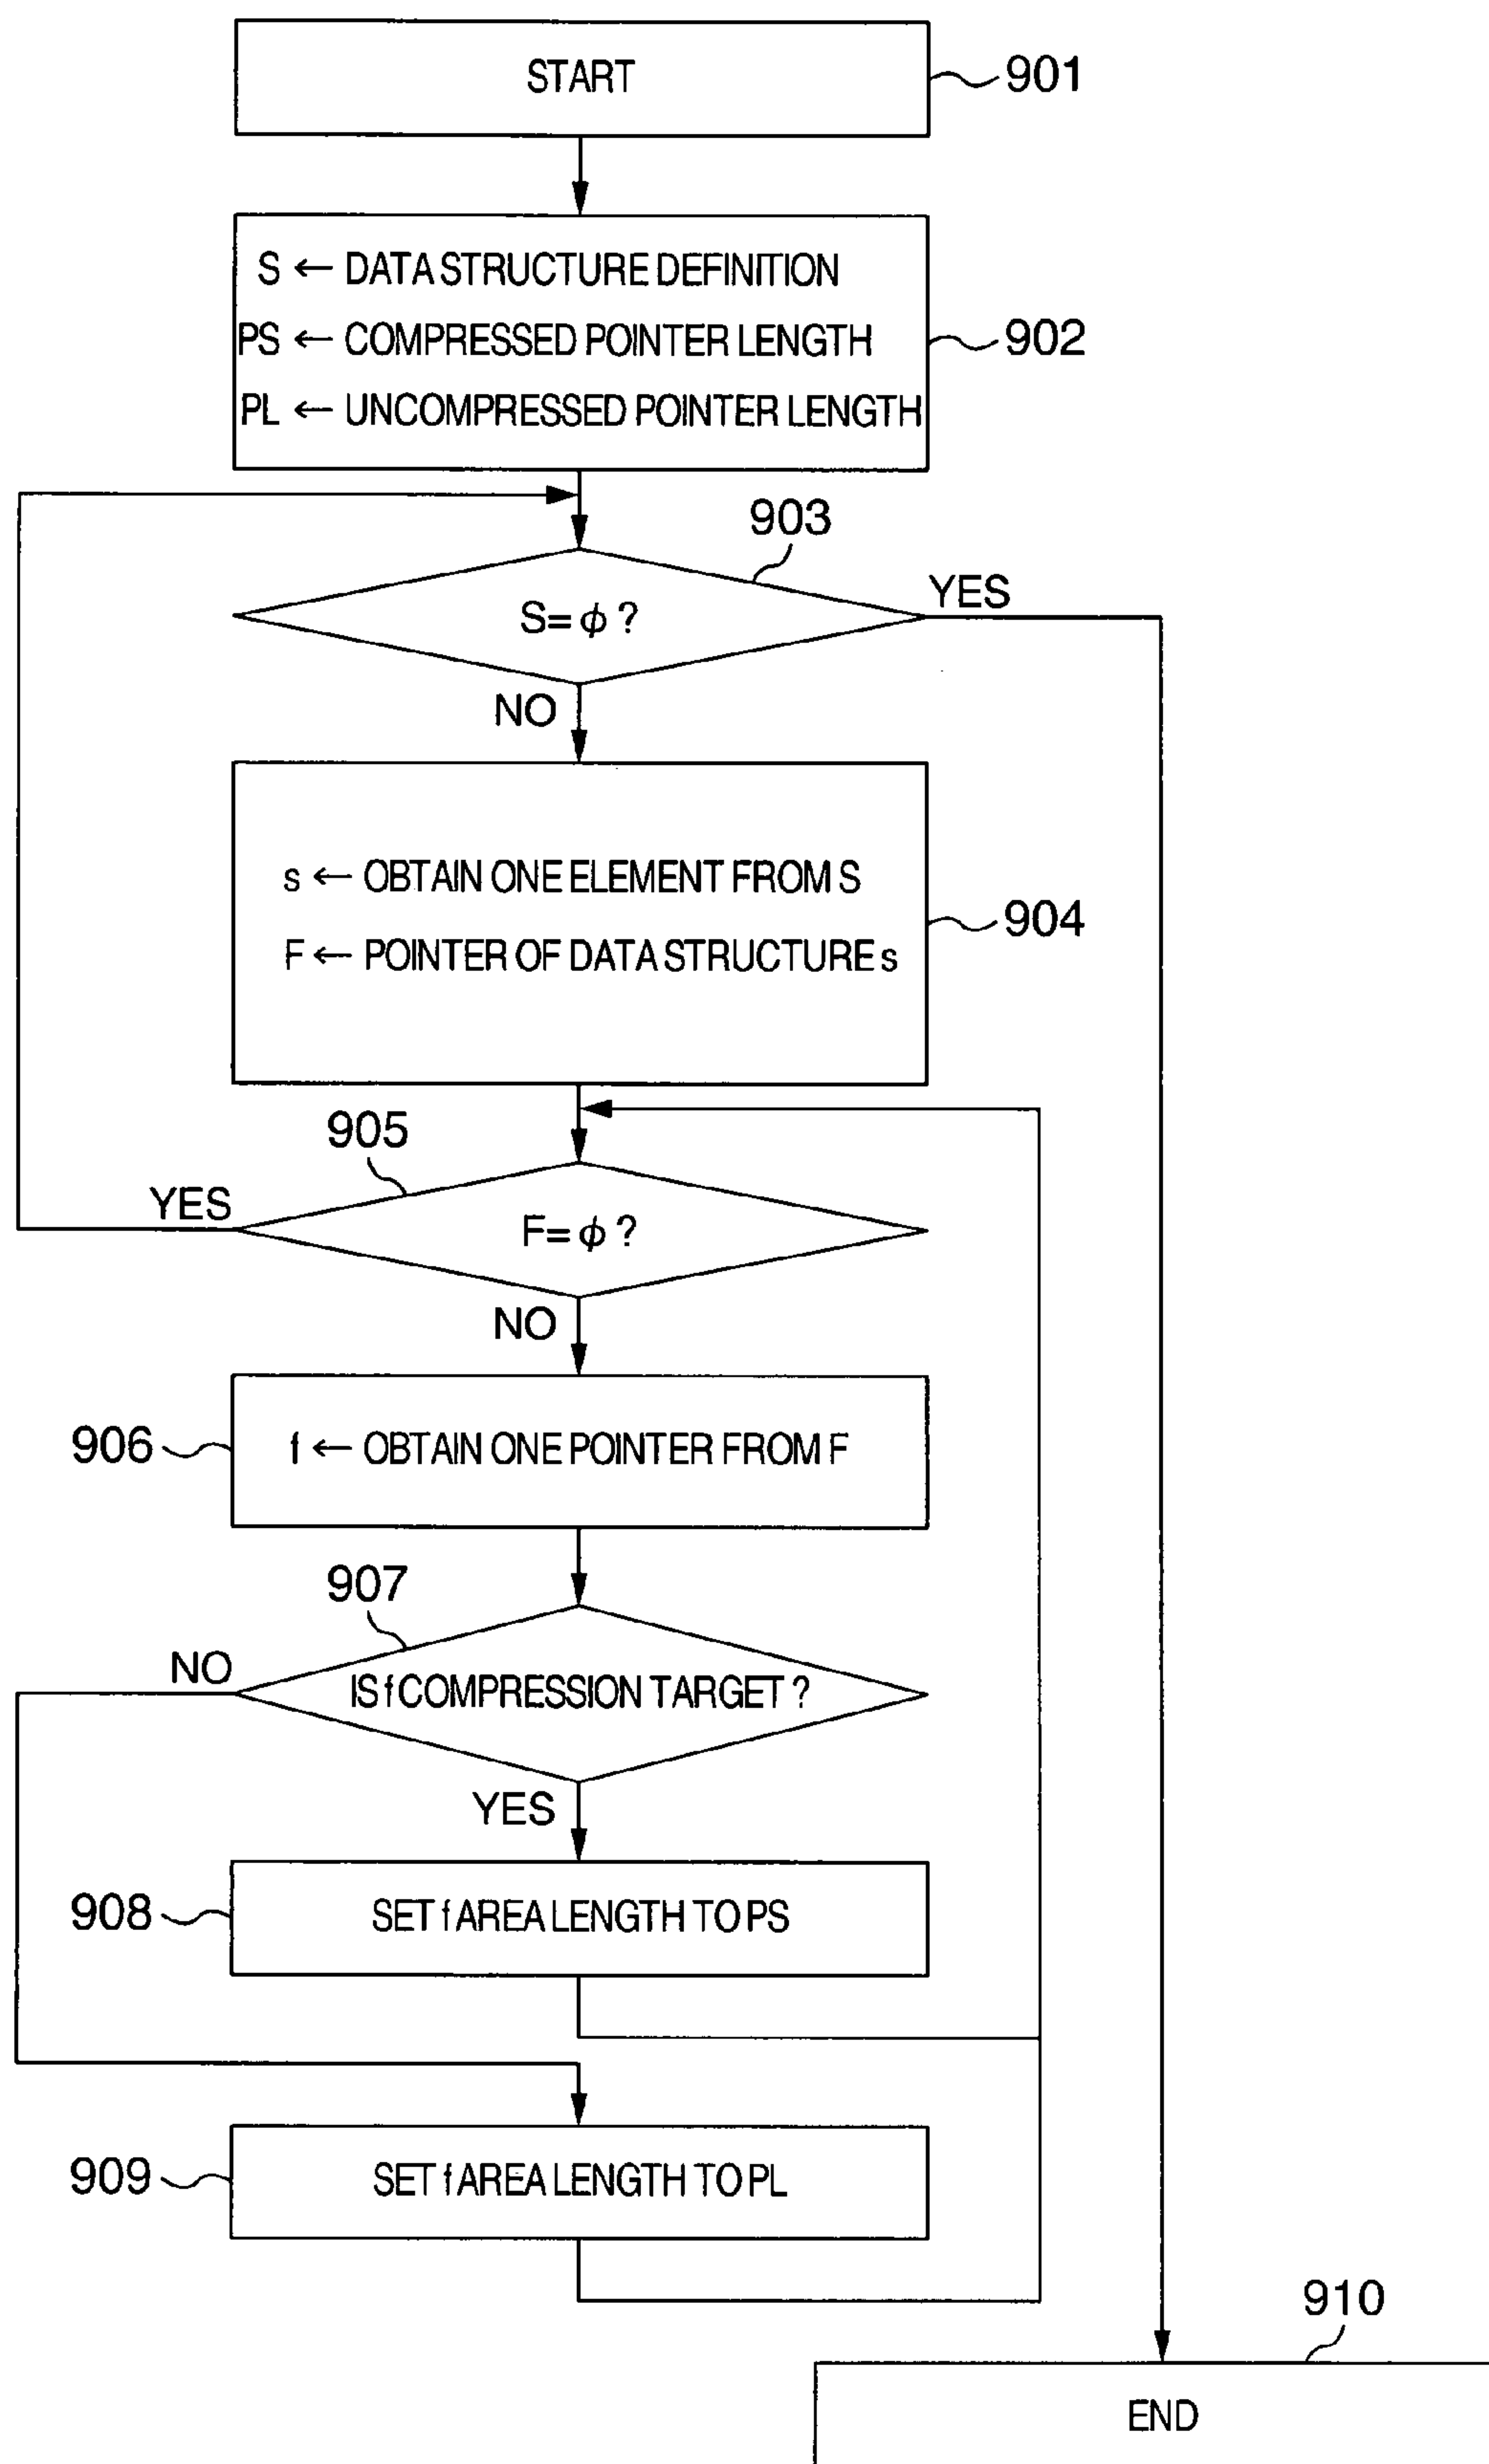 START
901
S ← DATA STRUCTURE DEFINITION
PS ← COMPRESSED POINTER LENGTH
902
PL ← UNCOMPRESSED POINTER LENGTH
903
YES
S=φ?
NO
s ← OBTAIN ONE ELEMENT FROM S
904
F ← POINTER OF DATA STRUCTURE s
905
YES
F=φ?
NO
906
f ← OBTAIN ONE POINTER FROM F
907
NO
IS f COMPRESSION TARGET ?
YES
908
SET f AREA LENGTH TO PS
909
SET f AREA LENGTH TO PL
910
END